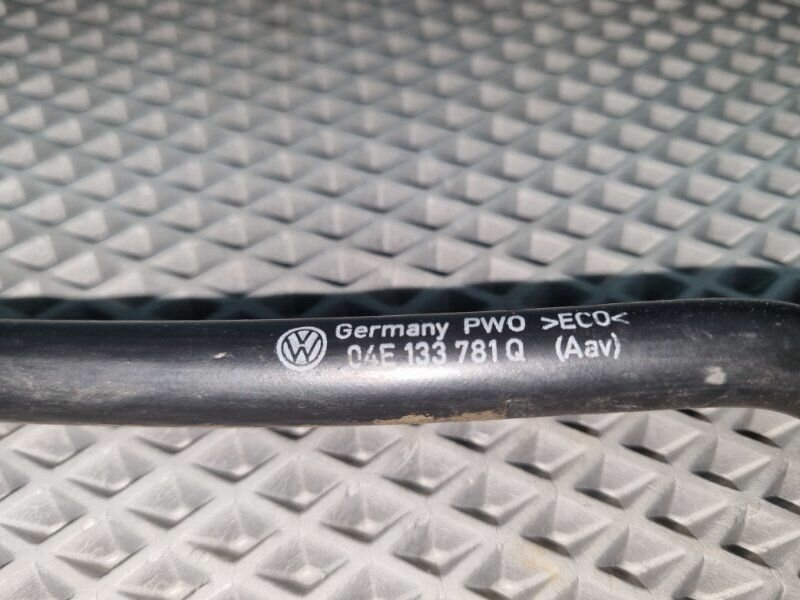 Germany PWO >ECO<
04E 133 781 Q (Aav)